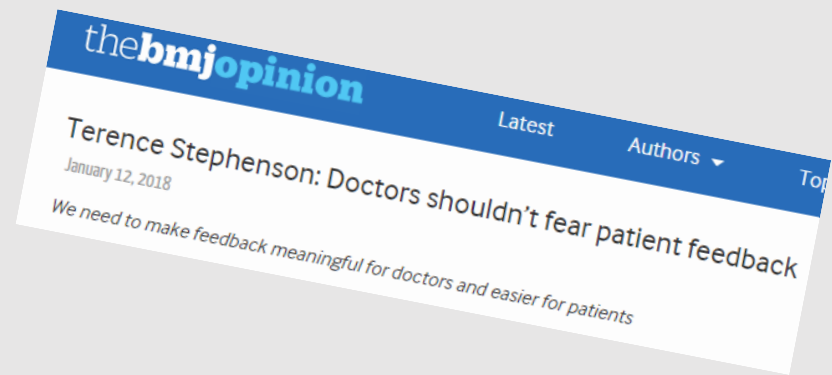 thebmjopinion
Latest Authors
Terence Stephenson: Doctors shouldn't fear patient feedback
January 12, 2018
We need to make feedback meaningful for doctors and easier for patients